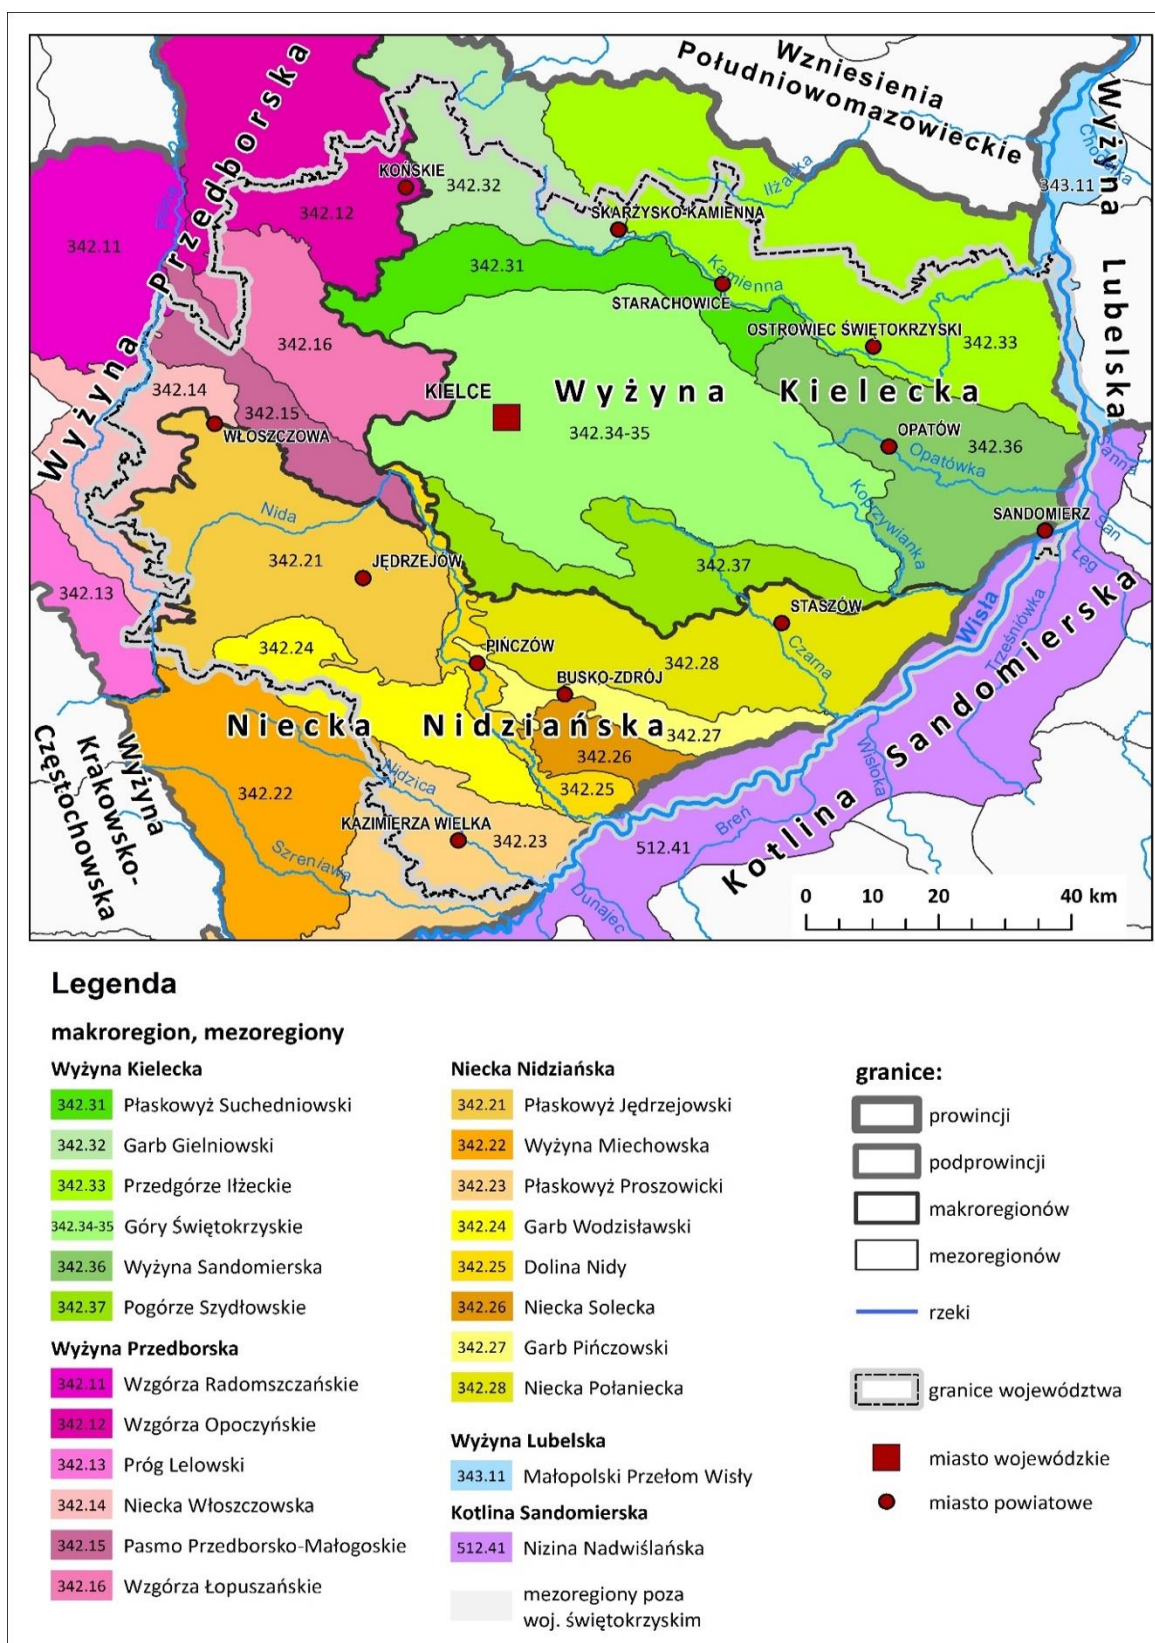 Wzniesienia
Południowomazowieckie
Wyżyna Lubelska
Chodelka
343.11
Wyżyna Przedborska
Pilica
KOŃSKIE
342.32
342.12
342.11
Iłżanka
SKARŻYSKO-KAMIENNA
342.31
Kamienna
STARACHOWICE
OSTROWIEC ŚWIĘTOKRZYSKI
342.33
342.16
342.14
KIELCE
Wyżyna Kielecka
342.15
WŁOSZCZOWA
342.34-35
OPATÓW
342.36
Opatówka
Sanna
Koprzywianka
SANDOMIERZ
San
Nida
Łęg
342.21
JĘDRZEJÓW
342.37
342.13
STASZÓW
Wisła
Trześniówka
342.24
PIŃCZÓW
342.28
Czarna
BUSKO-ZDRÓJ
Niecka Nidziańska
342.27
Kotlina Sandomierska
Wyżyna
Krakowsko-
Częstochowska
342.26
Wisłoka
342.22
Nidzica
342.25
Breń
KAZIMIERZA WIELKA
342.23
512.41
Szreniawa
Dunajec
0 10 20 40 km
Legenda
makroregion, mezoregiony
Wyżyna Kielecka
342.31 Płaskowyż Suchedniowski
342.32 Garb Gielniowski
342.33 Przedgórze Iłżeckie
342.34-35 Góry Świętokrzyskie
342.36 Wyżyna Sandomierska
342.37 Pogórze Szydłowskie
Wyżyna Przedborska
342.11 Wzgórza Radomszczańskie
342.12 Wzgórza Opoczyńskie
342.13 Próg Lelowski
342.14 Niecka Włoszczowska
342.15 Pasmo Przedborsko-Małogoskie
342.16 Wzgórza Łopuszańskie
Niecka Nidziańska
342.21 Płaskowyż Jędrzejowski
342.22 Wyżyna Miechowska
342.23 Płaskowyż Proszowicki
342.24 Garb Wodzisławski
342.25 Dolina Nidy
342.26 Niecka Solecka
342.27 Garb Pińczowski
342.28 Niecka Połaniecka
Wyżyna Lubelska
343.11 Małopolski Przełom Wisły
Kotlina Sandomierska
512.41 Nizina Nadwiślańska
mezoregiony poza
woj. świętokrzyskim
granice:
prowincji
podprowincji
makroregionów
mezoregionów
rzeki
granice województwa
miasto wojewódzkie
miasto powiatowe